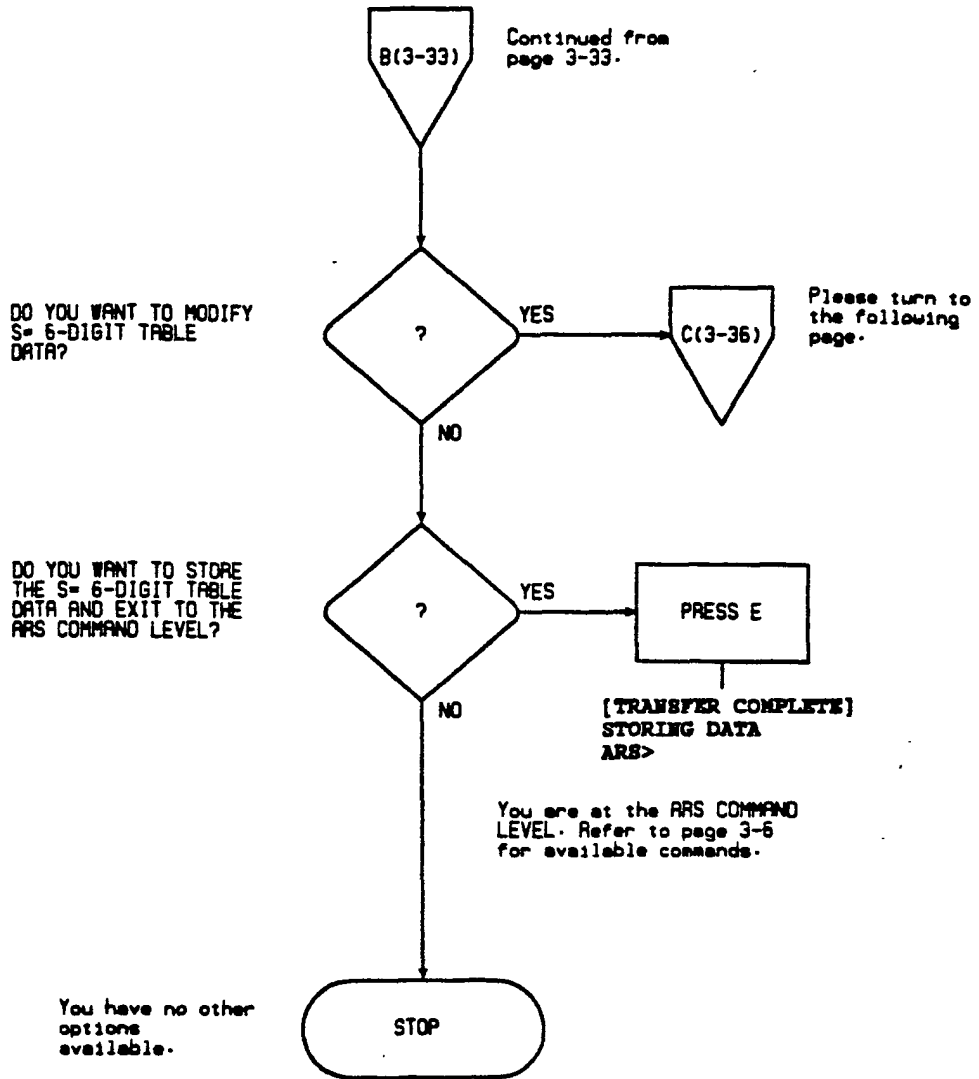 B(3-33)
Continued from
page 3-33.
DO YOU WANT TO MODIFY
S= 6-DIGIT TABLE
DATA?
?
YES
C(3-36)
Please turn to
the following
page.
NO
DO YOU WANT TO STORE
THE S= 6-DIGIT TABLE
DATA AND EXIT TO THE
ARS COMMAND LEVEL?
?
YES
PRESS E
NO
[TRANSFER COMPLETE]
STORING DATA
ARS>
You are at the ARS COMMAND
LEVEL. Refer to page 3-6
for available commands.
You have no other
options
available.
STOP